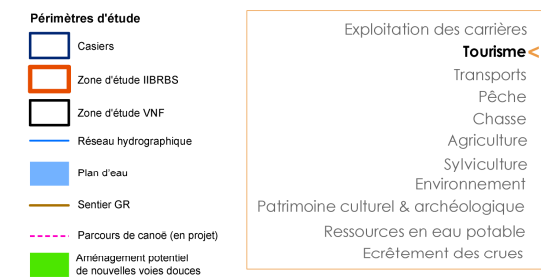 Périmètres d'étude
Casiers
Zone d'étude IIBRBS
Zone d'étude VNF
Réseau hydrographique
Plan d'eau
Sentier GR
Parcours de canoë (en projet)
Aménagement potentiel
de nouvelles voies douces
Exploitation des carrières
Tourisme <
Transports
Pêche
Chasse
Agriculture
Sylviculture
Environnement
Patrimoine culturel & archéologique
Ressources en eau potable
Ecrêtement des crues